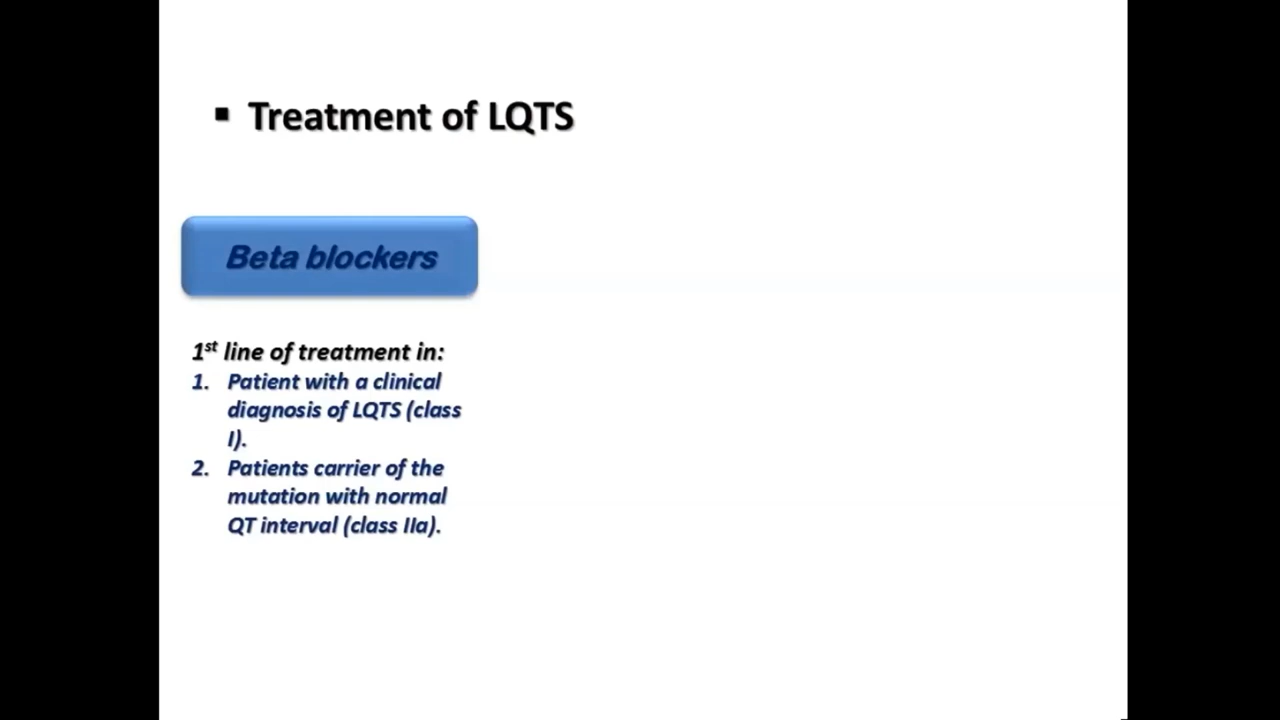 ▪ Treatment of LQTS
Beta blockers
1st line of treatment in:
1. Patient with a clinical
diagnosis of LQTS (class
I).
2. Patients carrier of the
mutation with normal
QT interval (class IIa).